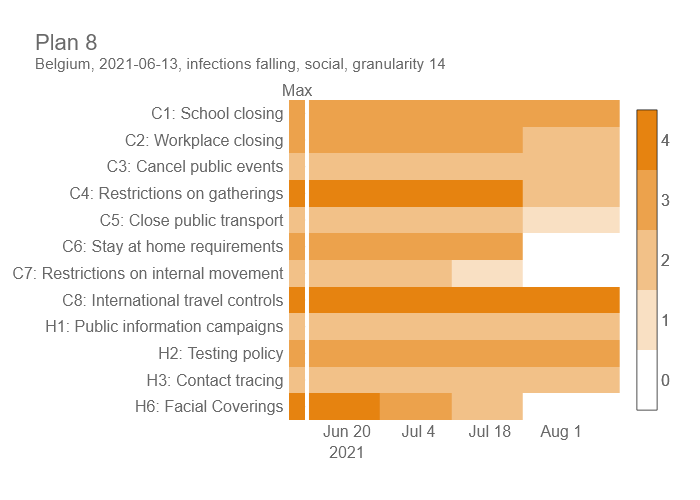 Plan 8
Belgium, 2021-06-13, infections falling, social, granularity 14
Max
C1: School closing
C2: Workplace closing
C3: Cancel public events
C4: Restrictions on gatherings
C5: Close public transport
C6: Stay at home requirements
C7: Restrictions on internal movement
C8: International travel controls
H1: Public information campaigns
H2: Testing policy
H3: Contact tracing
H6: Facial Coverings
Jun 20 Jul 4 Jul 18 Aug 1
2021
4
3
2
1
0